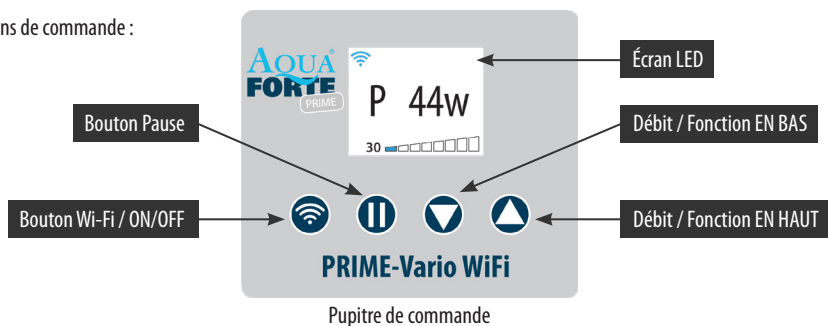 ns de commande :
AQUA®
FORTE
PRIME
P 44w
30
Écran LED
Bouton Pause
Débit / Fonction EN BAS
Bouton Wi-Fi / ON/OFF
Débit / Fonction EN HAUT
PRIME-Vario WiFi
Pupitre de commande